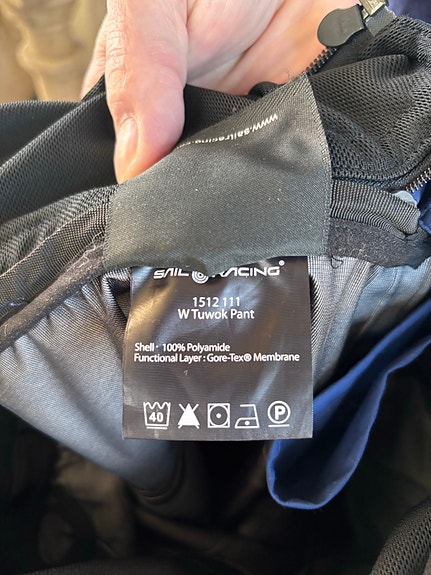 www.sailracing
SAIL RACING®
1512 111
W Tuwok Pant
Shell · 100% Polyamide
Functional Layer : Gore-Tex® Membrane
40
P